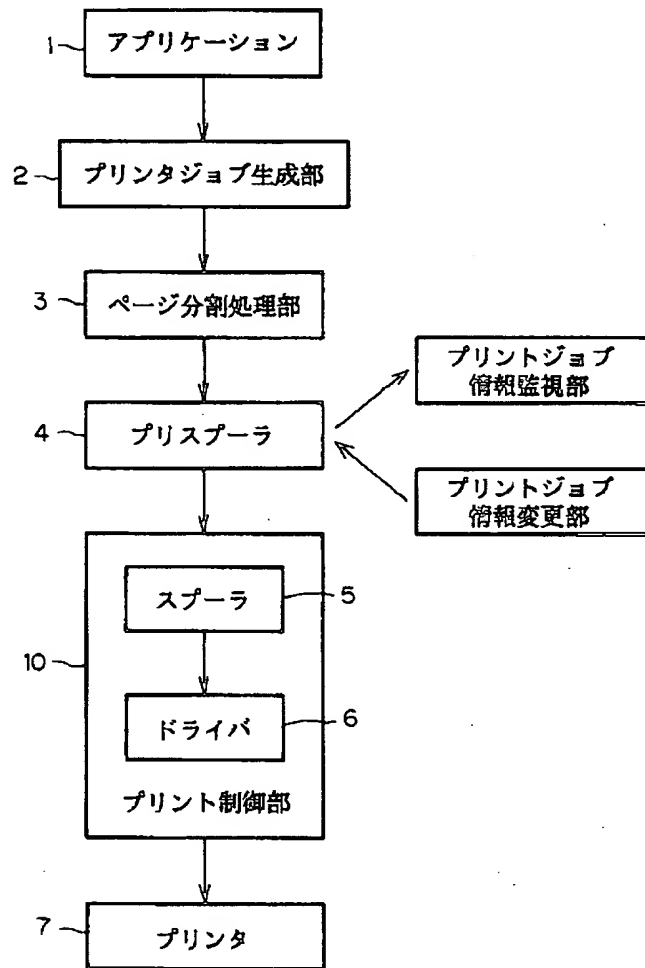 1
アプリケーション
2
プリンタジョブ生成部
3
ページ分割処理部
プリントジョブ
情報監視部
4
プリスプーラ
プリントジョブ
情報変更部
スプーラ
5
10
ドライバ
6
プリント制御部
7
プリンタ